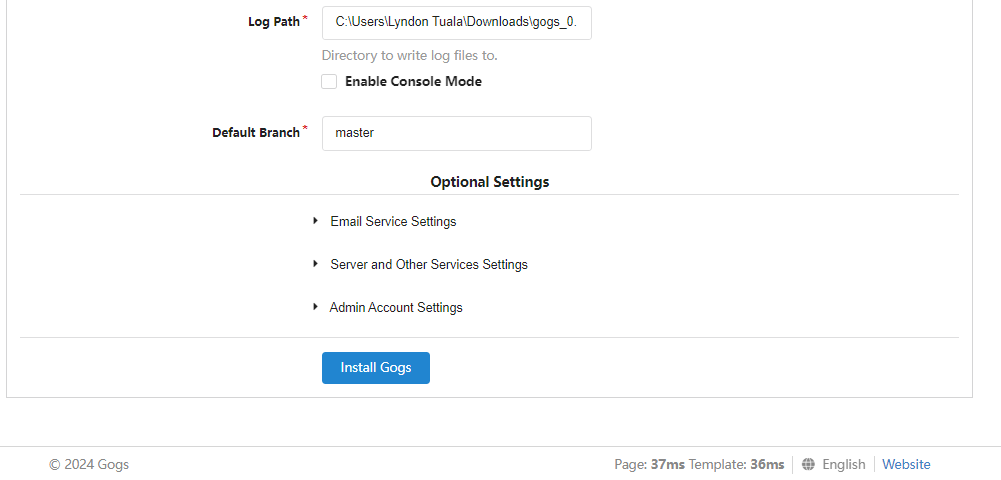 Log Path*
C:\Users\Lyndon Tuala\Downloads\gogs_0.
Directory to write log files to.
Enable Console Mode
Default Branch*
master
Optional Settings
Email Service Settings
Server and Other Services Settings
Admin Account Settings
Install Gogs
© 2024 Gogs
Page: 37ms Template: 36ms
English
Website